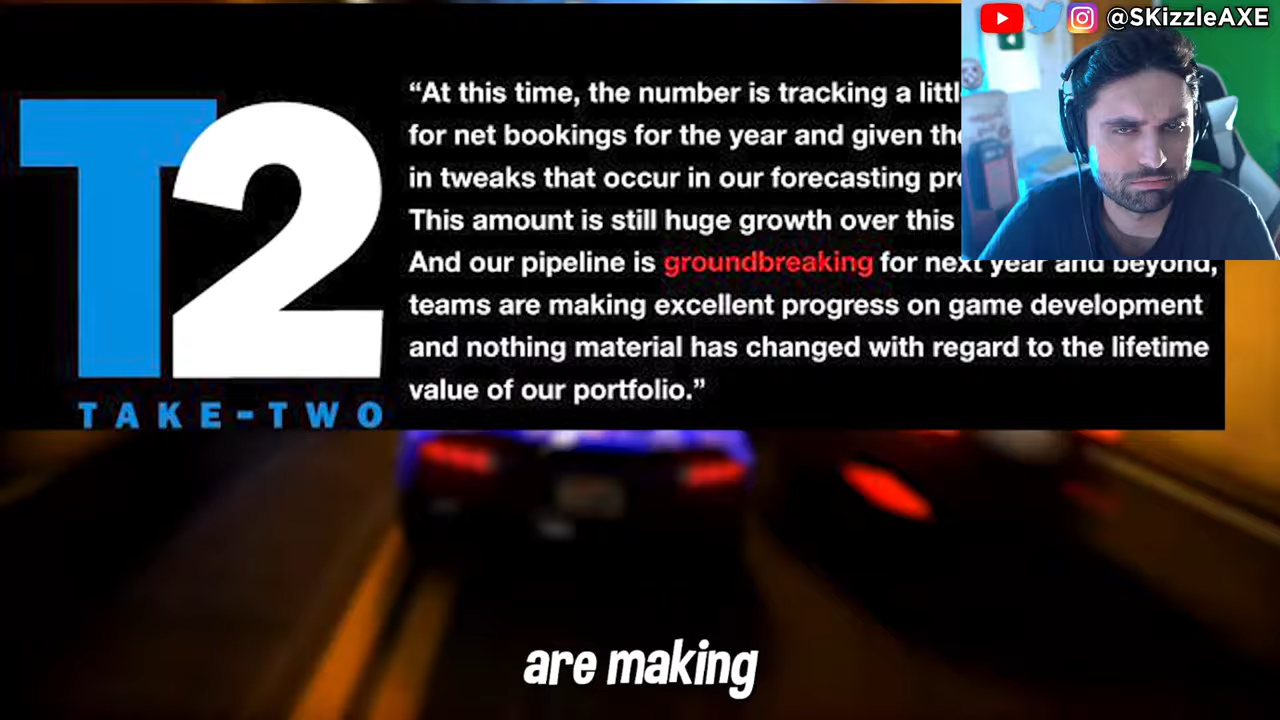 @SKizzleAXE
“At this time, the number is tracking a
for net bookings for the year and given
in tweaks that occur in our forecasting
This amount is still huge growth over this
And our pipeline is groundbreaking for next year and beyond,
teams are making excellent progress on game development
and nothing material has changed with regard to the lifetime
value of our portfolio.”
T2
TAKE-TWO
are making